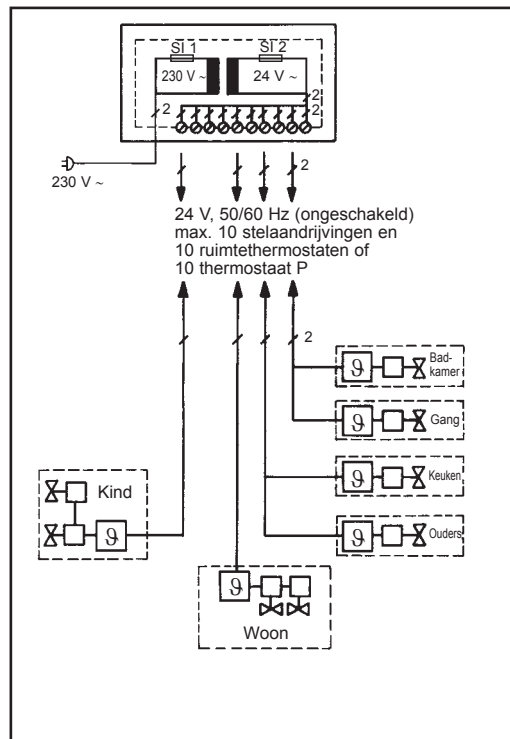 SI 1 SI 2
230 V ~ 24 V ~
2
2 2
230 V ~
2
24 V, 50/60 Hz (ongeschakeld)
max. 10 stelaandrijvingen en
10 ruimtethermostaten of
10 thermostaat P
2
ϑ Bad-
kamer
ϑ Gang
Kind
ϑ Keuken
ϑ
ϑ Ouders
ϑ
Woon